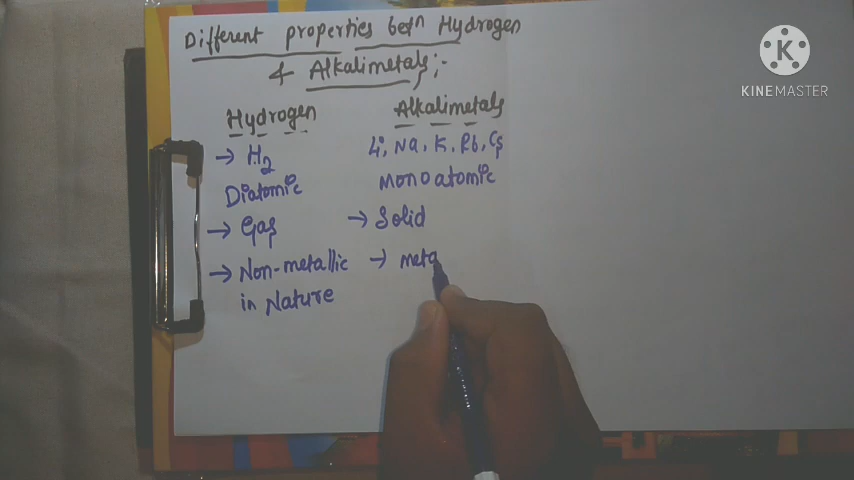 Different properties betn Hydrogen
& Alkalimetals;-
Hydrogen Alkalimetals
→ H2 Li, Na, K, Rb, Cs
Diatomic Monoatomic
→ Gas → Solid
→ Non-metallic → meta
in Nature
K
KINEMASTER